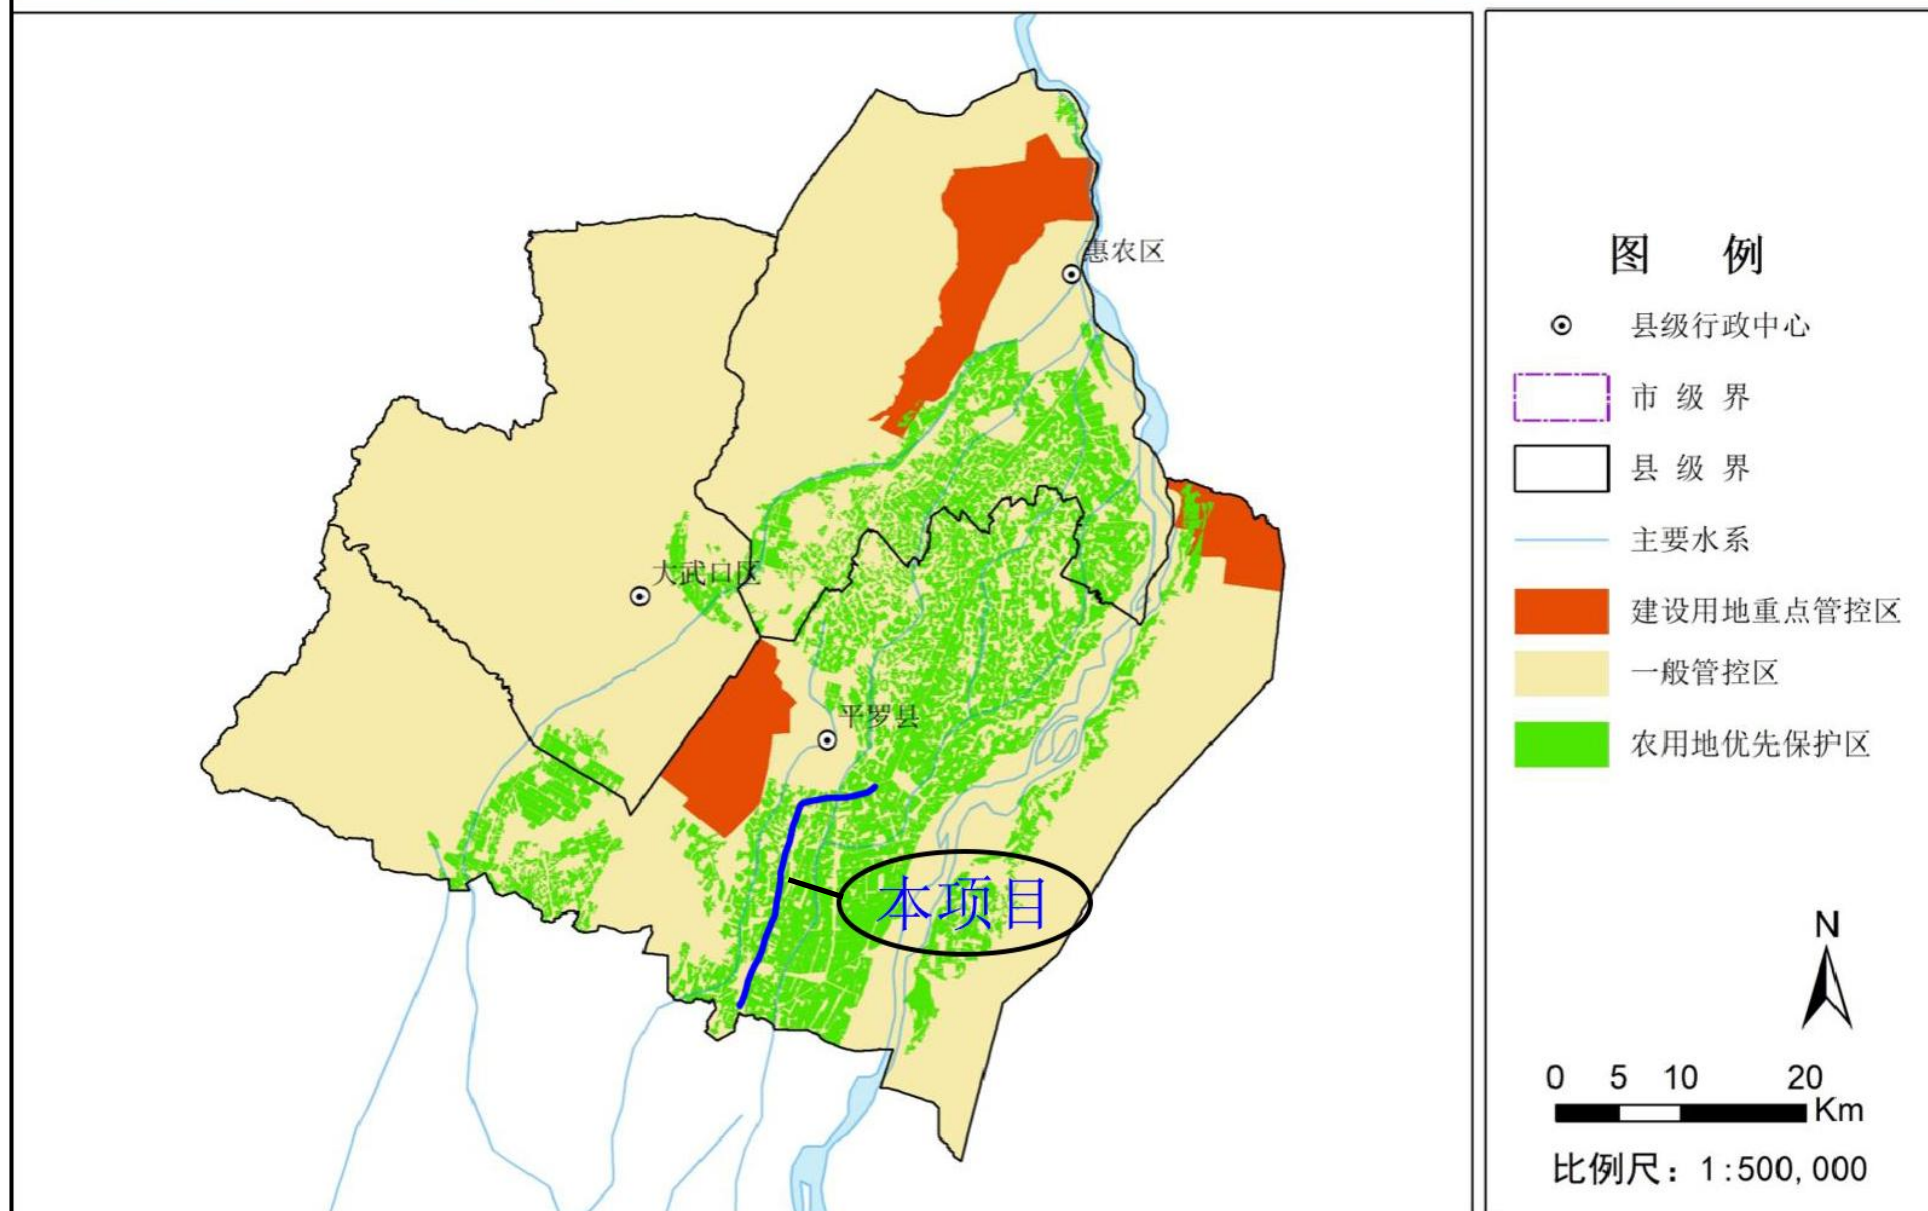 惠农区
大武口区
平罗县
本项目
图 例
县级行政中心
市 级 界
县 级 界
主要水系
建设用地重点管控区
一般管控区
农用地优先保护区
N
0 5 10 20
Km
比例尺：1:500,000